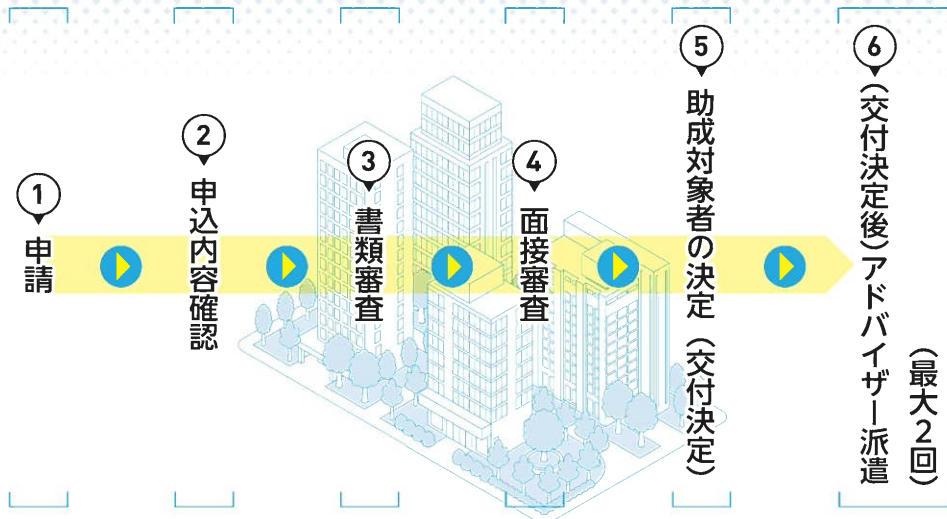 ① 申請
② 申込内容確認
③ 書類審査
④ 面接審査
⑤ 助成対象者の決定（交付決定）
⑥ （交付決定後）アドバイザー派遣
（最大2回）